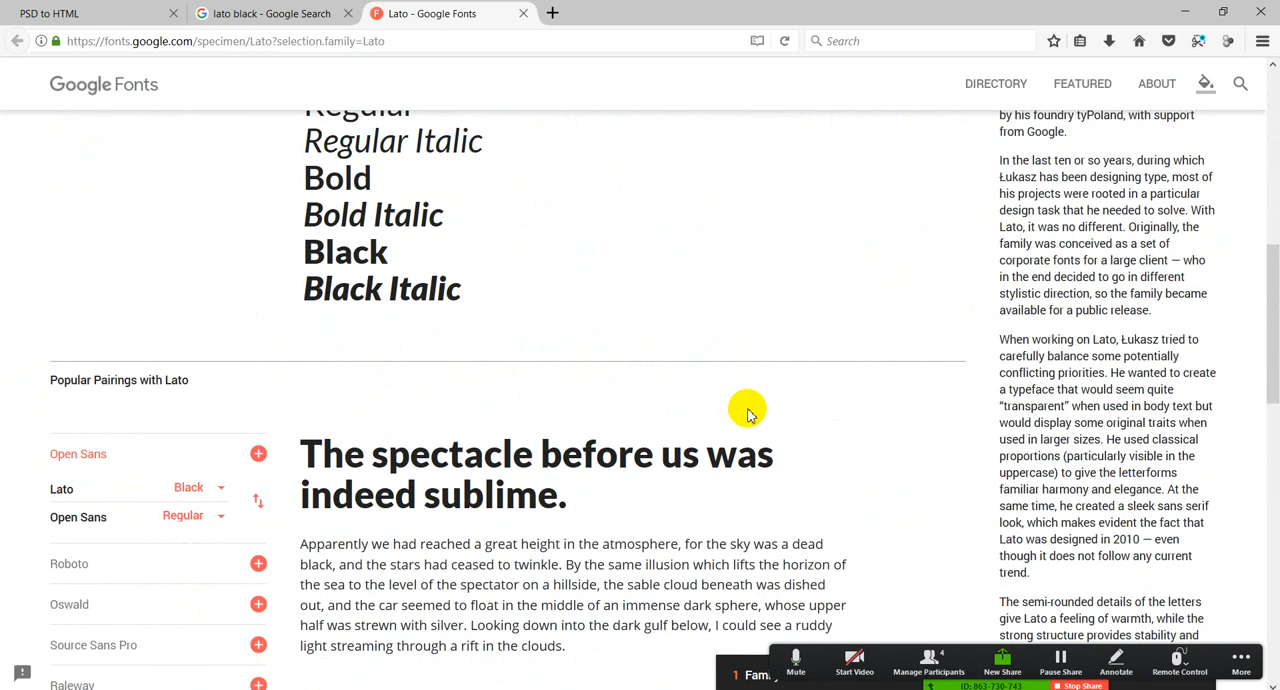 PSD to HTML
lato black - Google Search
Lato - Google Fonts
https://fonts.google.com/specimen/Lato?selection.family=Lato
Search
Google Fonts
DIRECTORY
FEATURED
ABOUT
Regular
Regular Italic
Bold
Bold Italic
Black
Black Italic
by his foundry tyPoland, with support
from Google.
In the last ten or so years, during which
Łukasz has been designing type, most of
his projects were rooted in a particular
design task that he needed to solve. With
Lato, it was no different. Originally, the
family was conceived as a set of
corporate fonts for a large client — who
in the end decided to go in different
stylistic direction, so the family became
available for a public release.
When working on Lato, Łukasz tried to
carefully balance some potentially
conflicting priorities. He wanted to create
a typeface that would seem quite
“transparent” when used in body text but
would display some original traits when
used in larger sizes. He used classical
proportions (particularly visible in the
uppercase) to give the letterforms
familiar harmony and elegance. At the
same time, he created a sleek sans serif
look, which makes evident the fact that
Lato was designed in 2010 — even
though it does not follow any current
trend.
The semi-rounded details of the letters
give Lato a feeling of warmth, while the
strong structure provides stability and
Popular Pairings with Lato
Open Sans
Lato
Black
Open Sans
Regular
Roboto
Oswald
Source Sans Pro
Raleway
The spectacle before us was
indeed sublime.
Apparently we had reached a great height in the atmosphere, for the sky was a dead
black, and the stars had ceased to twinkle. By the same illusion which lifts the horizon of
the sea to the level of the spectator on a hillside, the sable cloud beneath was dished
out, and the car seemed to float in the middle of an immense dark sphere, whose upper
half was strewn with silver. Looking down into the dark gulf below, I could see a ruddy
light streaming through a rift in the clouds.
1 Fam
Mute
Start Video
4
Manage Participants
New Share
Pause Share
Annotate
Remote Control
More
ID: 863-730-743
Stop Share